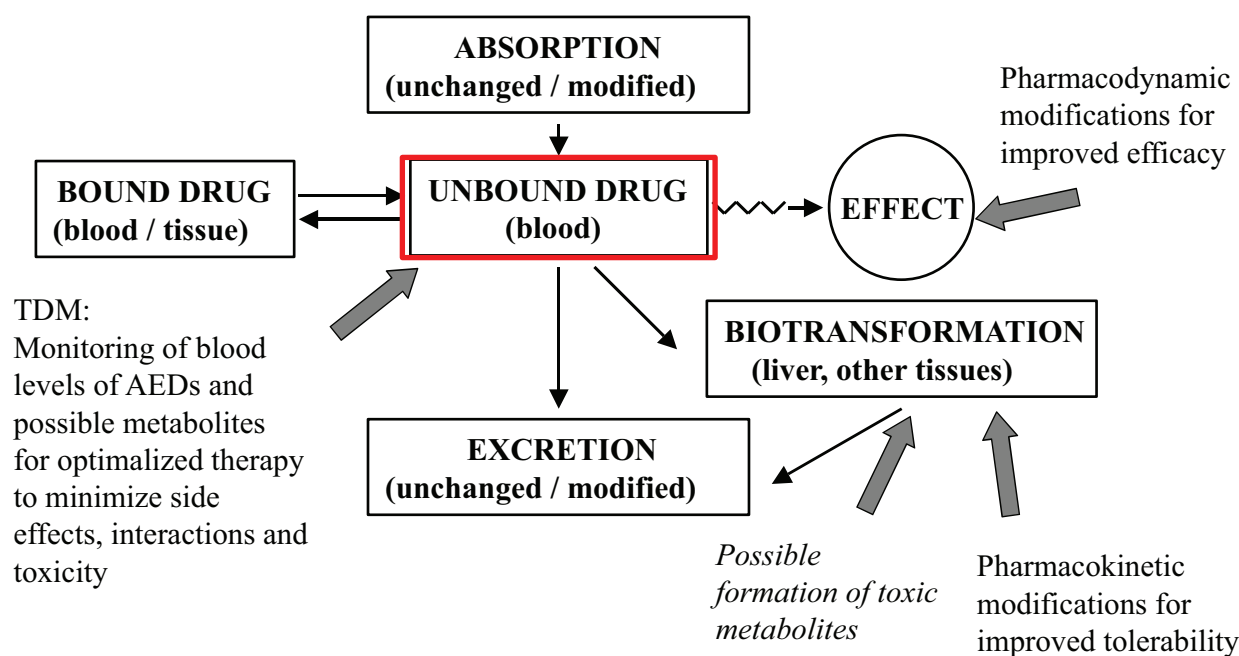 ABSORPTION
(unchanged / modified)
Pharmacodynamic
modifications for
improved efficacy
BOUND DRUG
(blood / tissue)
UNBOUND DRUG
(blood)
EFFECT
TDM:
Monitoring of blood
levels of AEDs and
possible metabolites
for optimalized therapy
to minimize side
effects, interactions and
toxicity
BIOTRANSFORMATION
(liver, other tissues)
EXCRETION
(unchanged / modified)
Possible
formation of toxic
metabolites
Pharmacokinetic
modifications for
improved tolerability